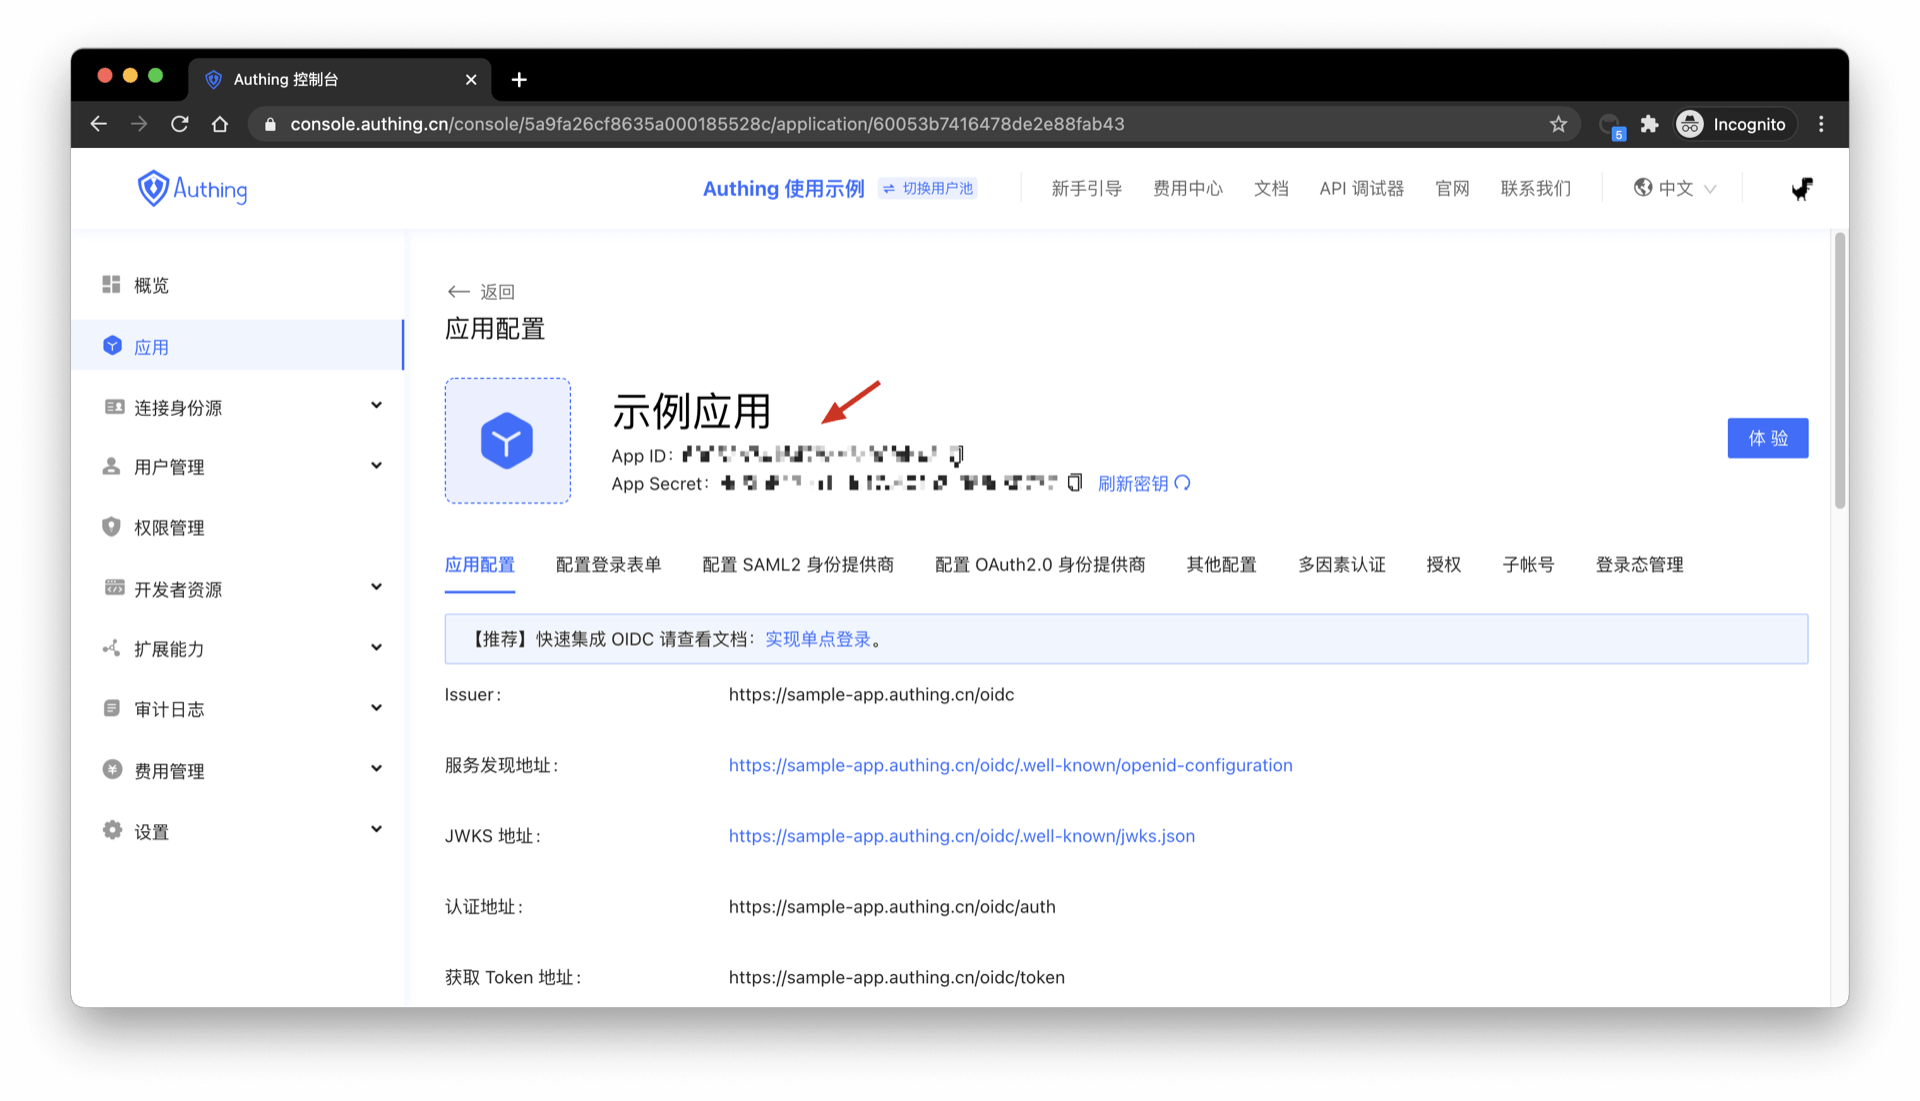 Authing 控制台
console.authing.cn/console/5a9fa26cf8635a000185528c/application/60053b7416478de2e88fab43
5
Incognito
Authing
Authing 使用示例
切换用户池
新手引导
费用中心
文档
API 调试器
官网
联系我们
中文
概览
应用
连接身份源
用户管理
权限管理
开发者资源
扩展能力
审计日志
费用管理
设置
返回
应用配置
示例应用
App ID：
App Secret：
刷新密钥
体 验
应用配置
配置登录表单
配置 SAML2 身份提供商
配置 OAuth2.0 身份提供商
其他配置
多因素认证
授权
子帐号
登录态管理
【推荐】快速集成 OIDC 请查看文档：实现单点登录。
Issuer： https://sample-app.authing.cn/oidc
服务发现地址： https://sample-app.authing.cn/oidc/.well-known/openid-configuration
JWKS 地址： https://sample-app.authing.cn/oidc/.well-known/jwks.json
认证地址： https://sample-app.authing.cn/oidc/auth
获取 Token 地址： https://sample-app.authing.cn/oidc/token